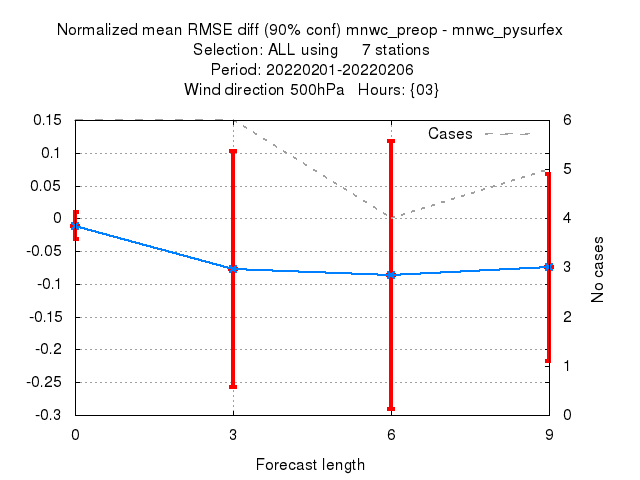 Normalized mean RMSE diff (90% conf) mnwc_preop - mnwc_pysurfex
Selection: ALL using 7 stations
Period: 20220201-20220206
Wind direction 500hPa Hours: {03}
0.15
0.1
0.05
0
-0.05
-0.1
-0.15
-0.2
-0.25
-0.3
Cases
6
5
4
3
2
1
0
No cases
0 3 6 9
Forecast length